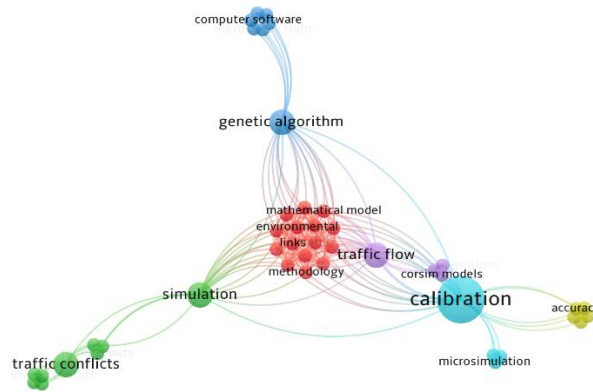 computer software
genetic algorithm
mathematical model
environmental
links
traffic flow
methodology
corsim models
simulation
calibration
accurac
traffic conflicts
microsimulation